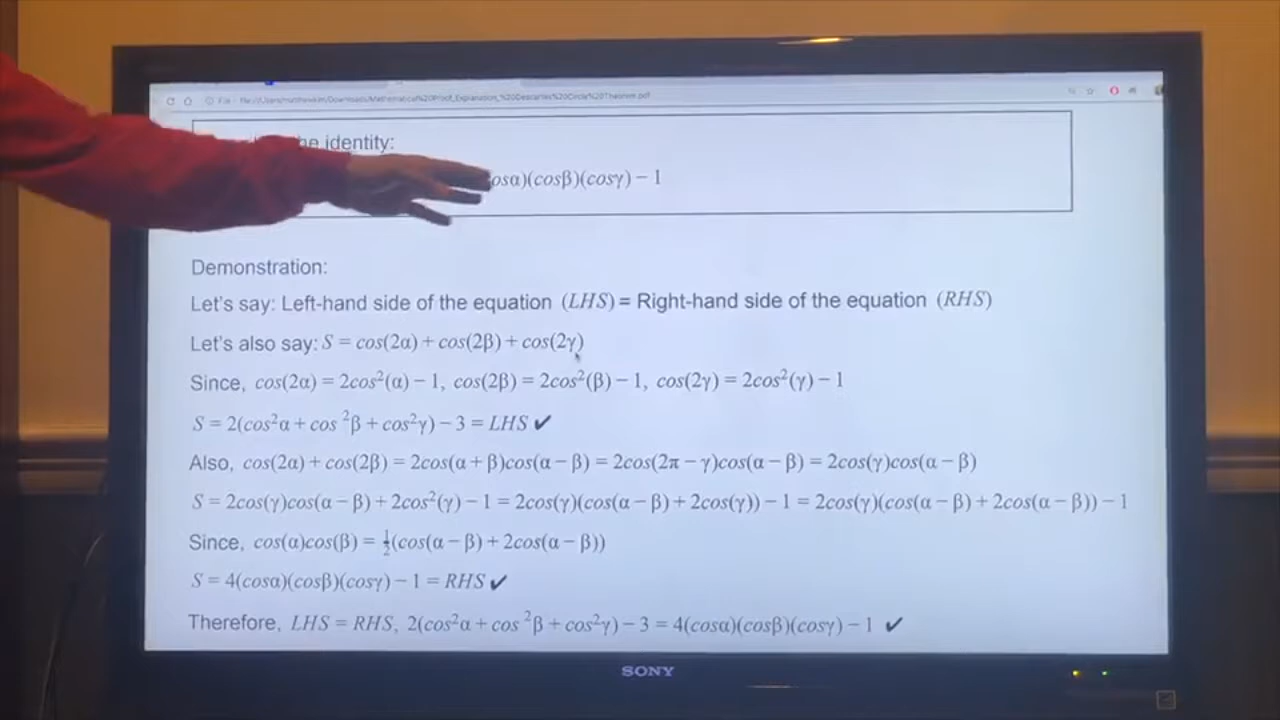 he identity:
osα)(cosβ)(cosγ) − 1
Demonstration:
Let's say: Left-hand side of the equation (LHS) = Right-hand side of the equation (RHS)
Let's also say: S = cos(2α) + cos(2β) + cos(2γ)
Since, cos(2α) = 2cos²(α) − 1, cos(2β) = 2cos²(β) − 1, cos(2γ) = 2cos²(γ) − 1
S = 2(cos²α + cos ²β + cos²γ) − 3 = LHS ✔
Also, cos(2α) + cos(2β) = 2cos(α + β)cos(α − β) = 2cos(2π − γ)cos(α − β) = 2cos(γ)cos(α − β)
S = 2cos(γ)cos(α − β) + 2cos²(γ) − 1 = 2cos(γ)(cos(α − β) + 2cos(γ)) − 1 = 2cos(γ)(cos(α − β) + 2cos(α − β)) − 1
Since, cos(α)cos(β) = ½(cos(α − β) + 2cos(α − β))
S = 4(cosα)(cosβ)(cosγ) − 1 = RHS ✔
Therefore, LHS = RHS, 2(cos²α + cos ²β + cos²γ) − 3 = 4(cosα)(cosβ)(cosγ) − 1 ✔
SONY